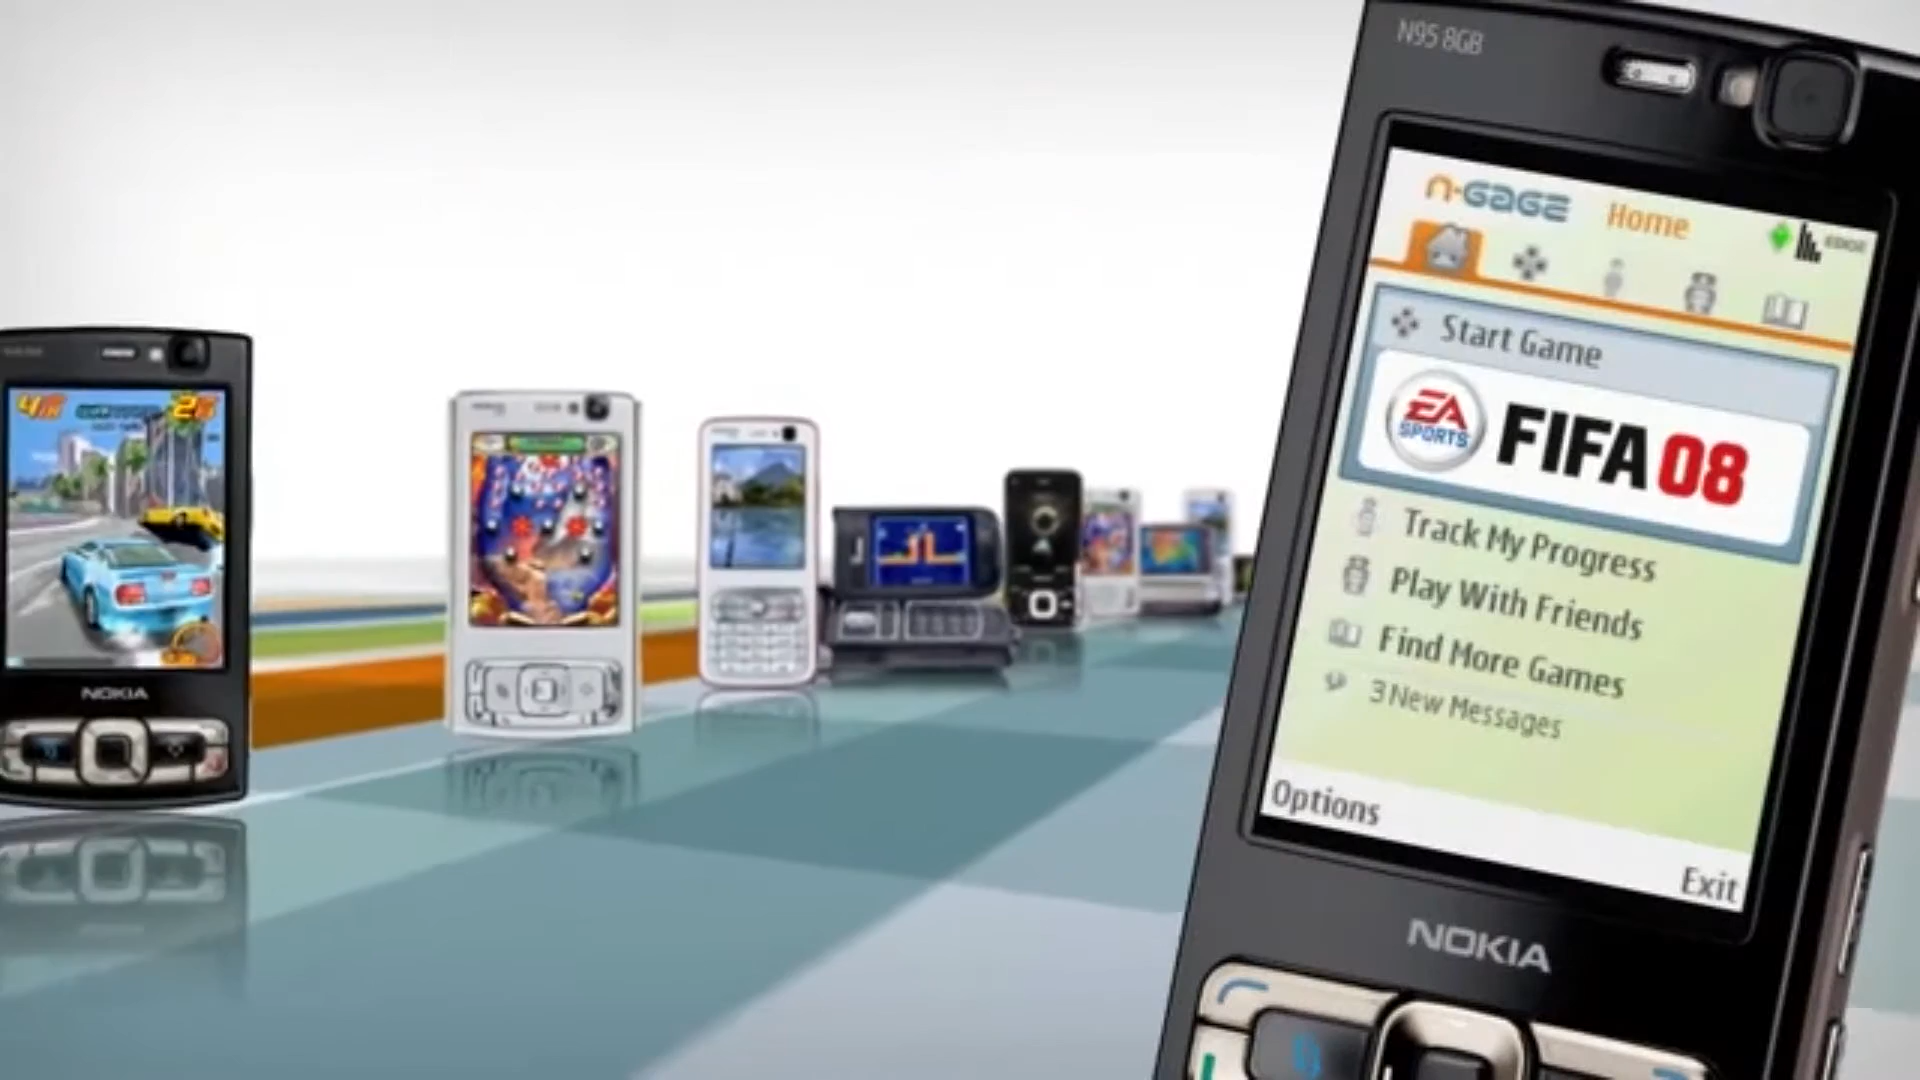 N95 8GB
n-gage Home
EDGE
Start Game
EA
SPORTS
FIFA 08
Track My Progress
Play With Friends
Find More Games
3 New Messages
Options
Exit
NOKIA
NOKIA